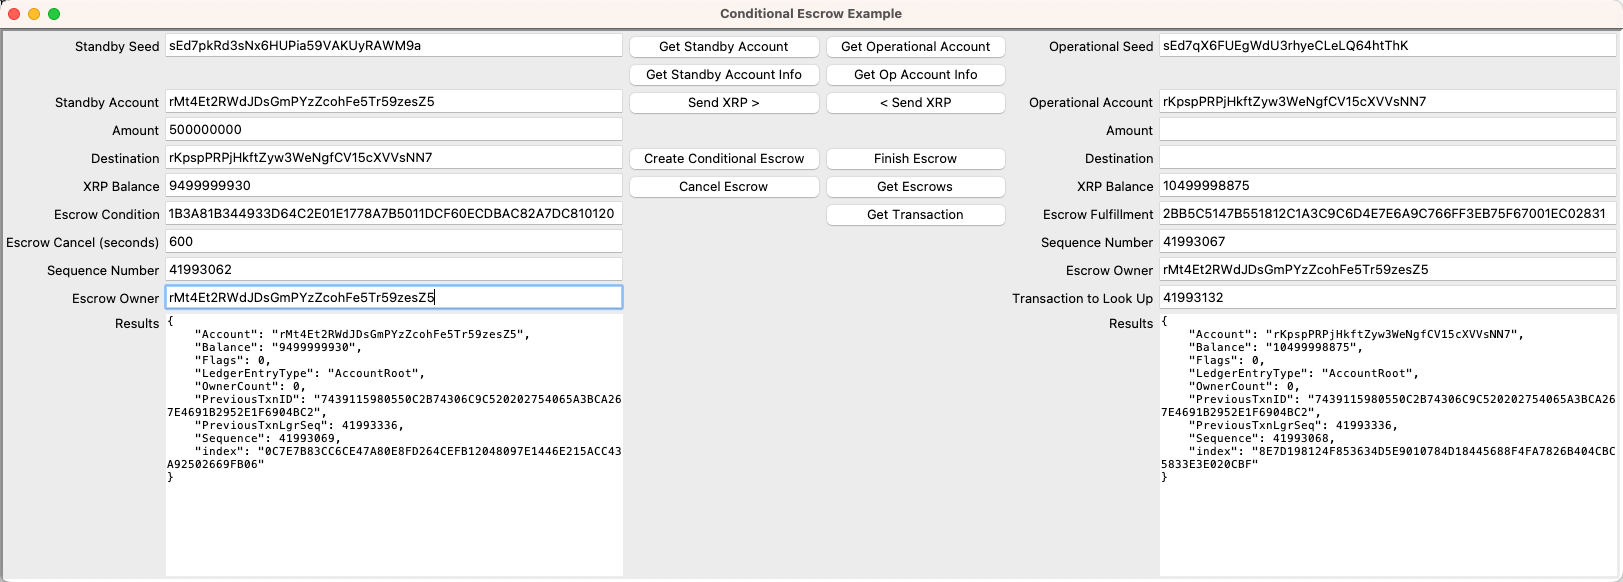 Conditional Escrow Example
Standby Seed sEd7pkRd3sNx6HUPia59VAKUyRAWM9a Get Standby Account Get Operational Account Operational Seed sEd7qX6FUEgWdU3rhyeCLeLQ64htThK
Get Standby Account Info Get Op Account Info
Standby Account rMt4Et2RWdJDsGmPYzZcohFe5Tr59zesZ5 Send XRP > < Send XRP Operational Account rKpspPRPjHkftZyw3WeNgfCV15cXVVsNN7
Amount 500000000 Amount
Destination rKpspPRPjHkftZyw3WeNgfCV15cXVVsNN7 Create Conditional Escrow Finish Escrow Destination
XRP Balance 9499999930 Cancel Escrow Get Escrows XRP Balance 10499998875
Escrow Condition 1B3A81B344933D64C2E01E1778A7B5011DCF60ECDBAC82A7DC810120 Get Transaction Escrow Fulfillment 2BB5C5147B551812C1A3C9C6D4E7E6A9C766FF3EB75F67001EC02831
Escrow Cancel (seconds) 600 Sequence Number 41993067
Sequence Number 41993062 Escrow Owner rMt4Et2RWdJDsGmPYzZcohFe5Tr59zesZ5
Escrow Owner rMt4Et2RWdJDsGmPYzZcohFe5Tr59zesZ5 Transaction to Look Up 41993132
Results
{
"Account": "rMt4Et2RWdJDsGmPYzZcohFe5Tr59zesZ5",
"Balance": "9499999930",
"Flags": 0,
"LedgerEntryType": "AccountRoot",
"OwnerCount": 0,
"PreviousTxnID": "7439115980550C2B74306C9C520202754065A3BCA26
7E4691B2952E1F6904BC2",
"PreviousTxnLgrSeq": 41993336,
"Sequence": 41993069,
"index": "0C7E7B83CC6CE47A80E8FD264CEFB12048097E1446E215ACC43
A92502669FB06"
}
Results
{
"Account": "rKpspPRPjHkftZyw3WeNgfCV15cXVVsNN7",
"Balance": "10499998875",
"Flags": 0,
"LedgerEntryType": "AccountRoot",
"OwnerCount": 0,
"PreviousTxnID": "7439115980550C2B74306C9C520202754065A3BCA26
7E4691B2952E1F6904BC2",
"PreviousTxnLgrSeq": 41993336,
"Sequence": 41993068,
"index": "8E7D198124F853634D5E9010784D18445688F4FA7826B404CBC
5833E3E020CBF"
}